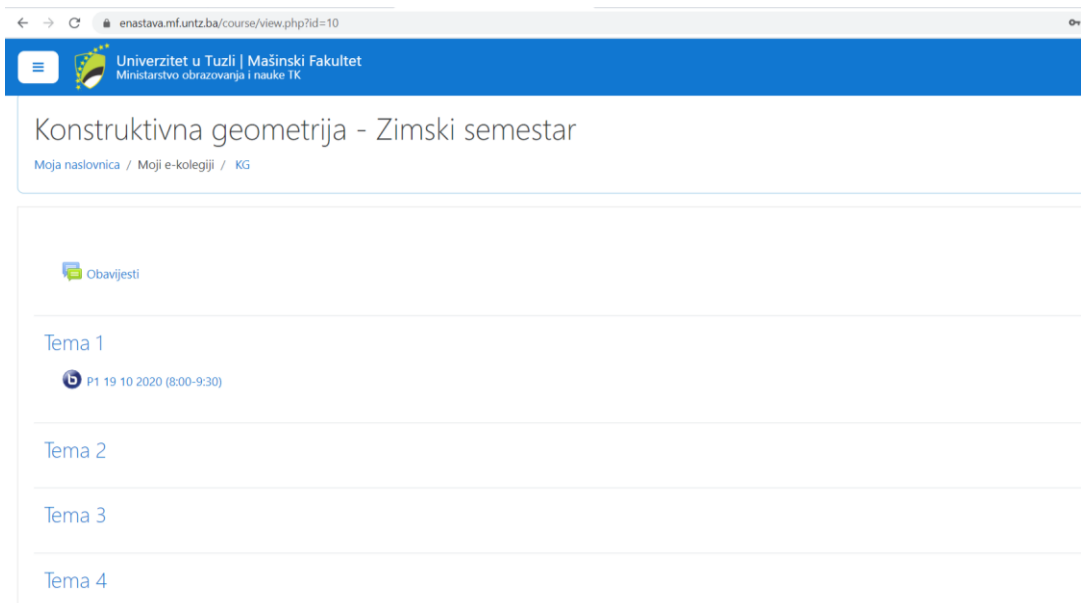 enastava.mf.untz.ba/course/view.php?id=10
Univerzitet u Tuzli | Mašinski Fakultet
Ministarstvo obrazovanja i nauke TK
Konstruktivna geometrija - Zimski semestar
Moja naslovnica / Moji e-kolegiji / KG
Obavijesti
Tema 1
b P1 19 10 2020 (8:00-9:30)
Tema 2
Tema 3
Tema 4